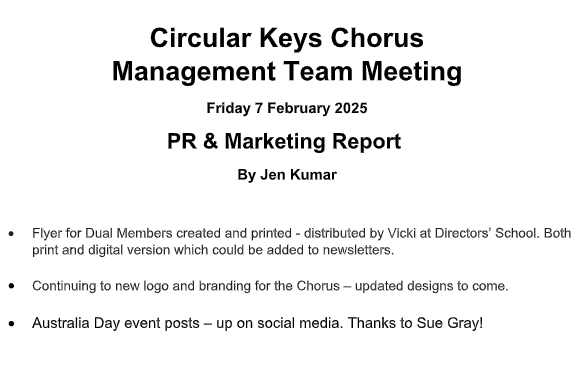 Circular Keys Chorus
Management Team Meeting
Friday 7 February 2025
PR & Marketing Report
By Jen Kumar
• Flyer for Dual Members created and printed - distributed by Vicki at Directors’ School. Both
print and digital version which could be added to newsletters.
• Continuing to new logo and branding for the Chorus – updated designs to come.
• Australia Day event posts – up on social media. Thanks to Sue Gray!